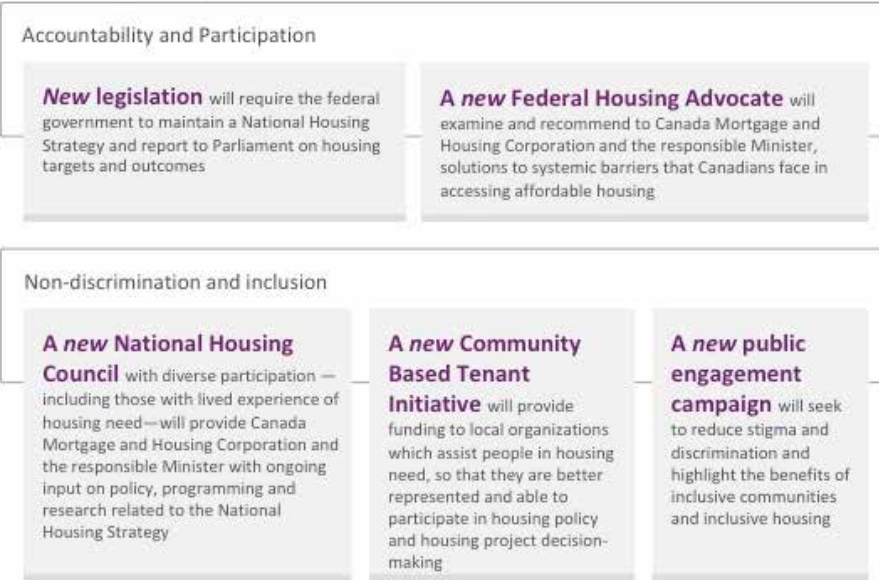 Accountability and Participation
New legislation will require the federal
government to maintain a National Housing
Strategy and report to Parliament on housing
targets and outcomes
A new Federal Housing Advocate will
examine and recommend to Canada Mortgage and
Housing Corporation and the responsible Minister,
solutions to systemic barriers that Canadians face in
accessing affordable housing
Non-discrimination and inclusion
A new National Housing
Council with diverse participation —
including those with lived experience of
housing need—will provide Canada
Mortgage and Housing Corporation and
the responsible Minister with ongoing
input on policy, programming and
research related to the National
Housing Strategy
A new Community
Based Tenant
Initiative will provide
funding to local organizations
which assist people in housing
need, so that they are better
represented and able to
participate in housing policy
and housing project decision-
making
A new public
engagement
campaign will seek
to reduce stigma and
discrimination and
highlight the benefits of
inclusive communities
and inclusive housing